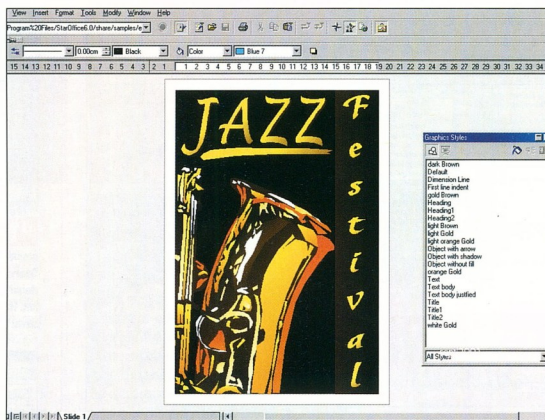 View Insert Format Tools Modify Window Help
Program%20Files/StarOffice6.0/share/samples/e
0.00cm Black Color Blue 7
15 14 13 12 11 10 9 8 7 6 5 4 3 2 1 1 2 3 4 5 6 7 8 9 10 11 12 13 14 15 16 17 18 19 20 21 22 23 24 25 26 27 28 29 30 31 32 33 34
JAZZ
Festival
Graphics Styles
dark Brown
Default
Dimension Line
First line indent
gold Brown
Heading
Heading1
Heading2
light Brown
light Gold
light orange Gold
Object with arrow
Object with shadow
Object without fill
orange Gold
Text
Text body
Text body justified
Title
Title1
Title2
white Gold
All Styles
Slide 1